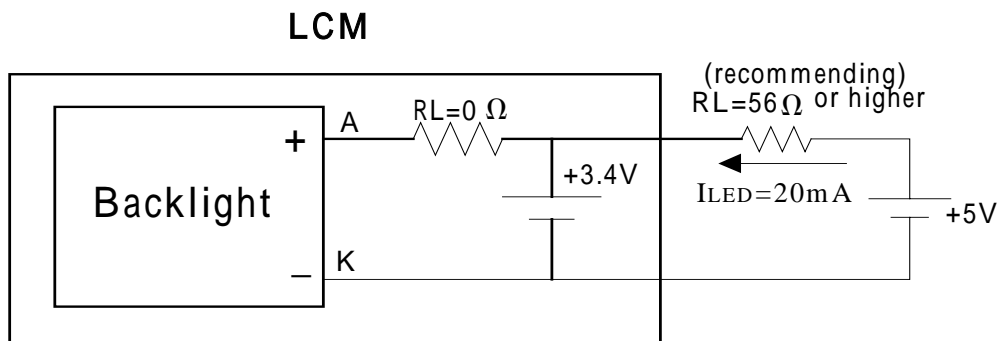 LCM
(recommending)
RL=56Ω or higher
A
RL=0 Ω
+
Backlight
+3.4V
ILED=20mA
+5V
K
−